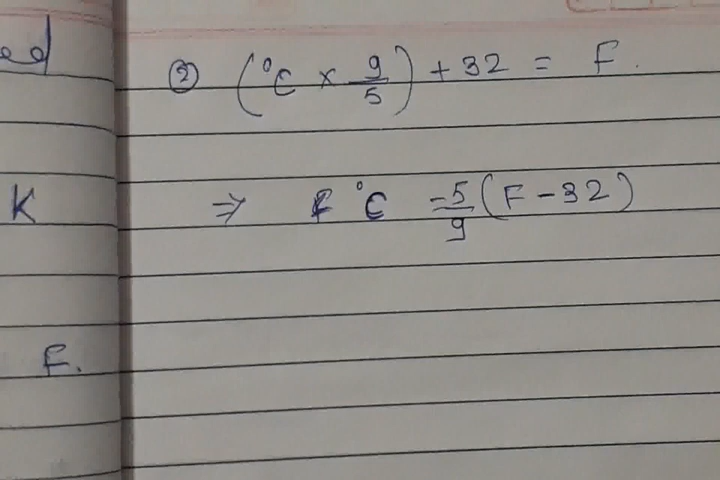 ed
② (°C × 9/5) + 32 = F.
K
⇒ °C = 5/9 (F - 32)
F.